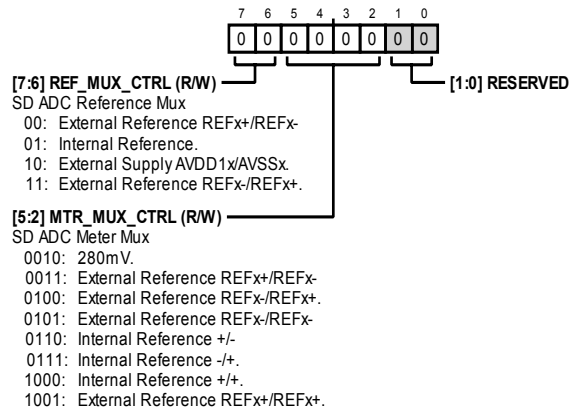 7 6 5 4 3 2 1 0
0 0 0 0 0 0 0 0
[7:6] REF_MUX_CTRL (R/W)
[1:0] RESERVED
SD ADC Reference Mux
00: External Reference REFx+/REFx-
01: Internal Reference.
10: External Supply AVDD1x/AVSSx.
11: External Reference REFx-/REFx+.
[5:2] MTR_MUX_CTRL (R/W)
SD ADC Meter Mux
0010: 280mV.
0011: External Reference REFx+/REFx-
0100: External Reference REFx-/REFx+.
0101: External Reference REFx-/REFx-
0110: Internal Reference +/-
0111: Internal Reference -/+.
1000: Internal Reference +/+.
1001: External Reference REFx+/REFx+.